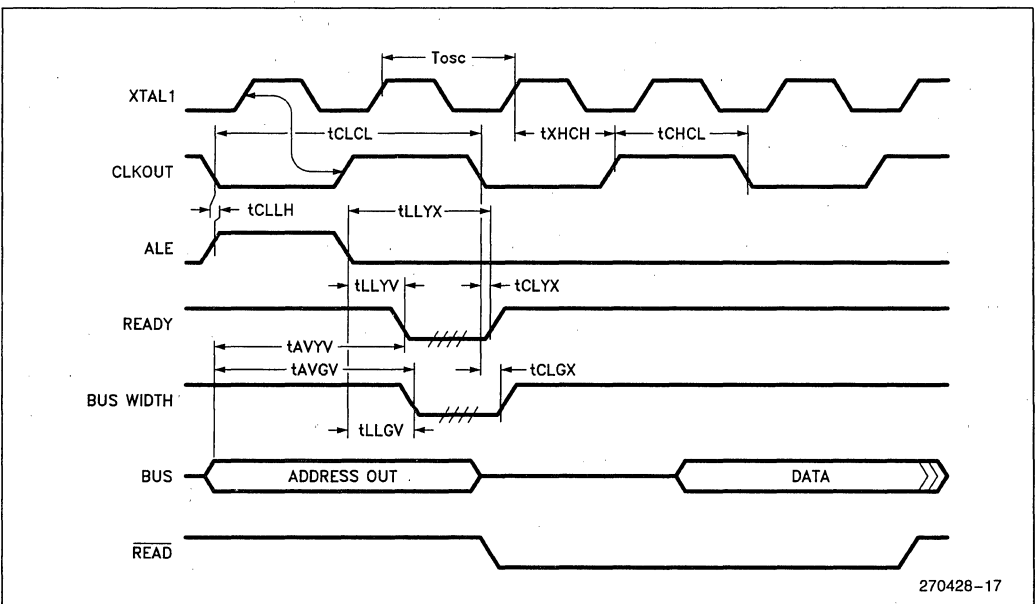 Tosc
XTAL1
tCLCL
tXHCH
tCHCL
CLKOUT
tCLLH
tLLYX
ALE
tLLYV
tCLYX
READY
tAVYV
tAVGV
tCLGX
BUS WIDTH
tLLGV
BUS
ADDRESS OUT
DATA
READ
270428-17